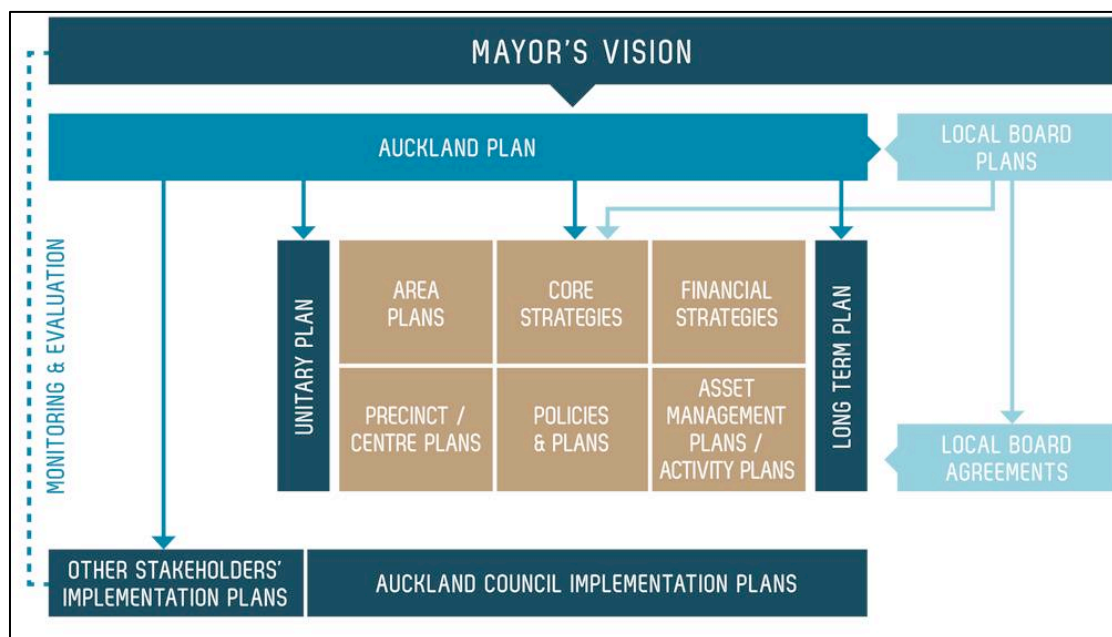 MAYOR'S VISION
AUCKLAND PLAN
LOCAL BOARD
PLANS
MONITORING & EVALUATION
UNITARY PLAN
AREA
PLANS
CORE
STRATEGIES
FINANCIAL
STRATEGIES
PRECINCT /
CENTRE PLANS
POLICIES
& PLANS
ASSET
MANAGEMENT
PLANS /
ACTIVITY PLANS
LONG TERM PLAN
LOCAL BOARD
AGREEMENTS
OTHER STAKEHOLDERS'
IMPLEMENTATION PLANS
AUCKLAND COUNCIL IMPLEMENTATION PLANS